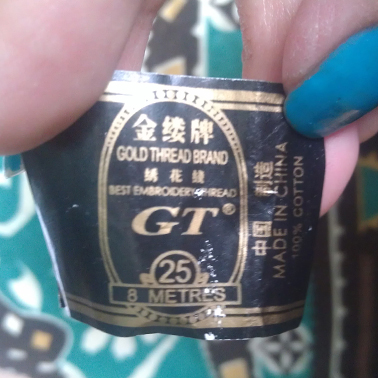 金缕牌
GOLD THREAD BRAND
绣花线
BEST EMBROIDERY THREAD
GT®
25
8 METRES
中国制造
MADE IN CHINA
100% COTTON